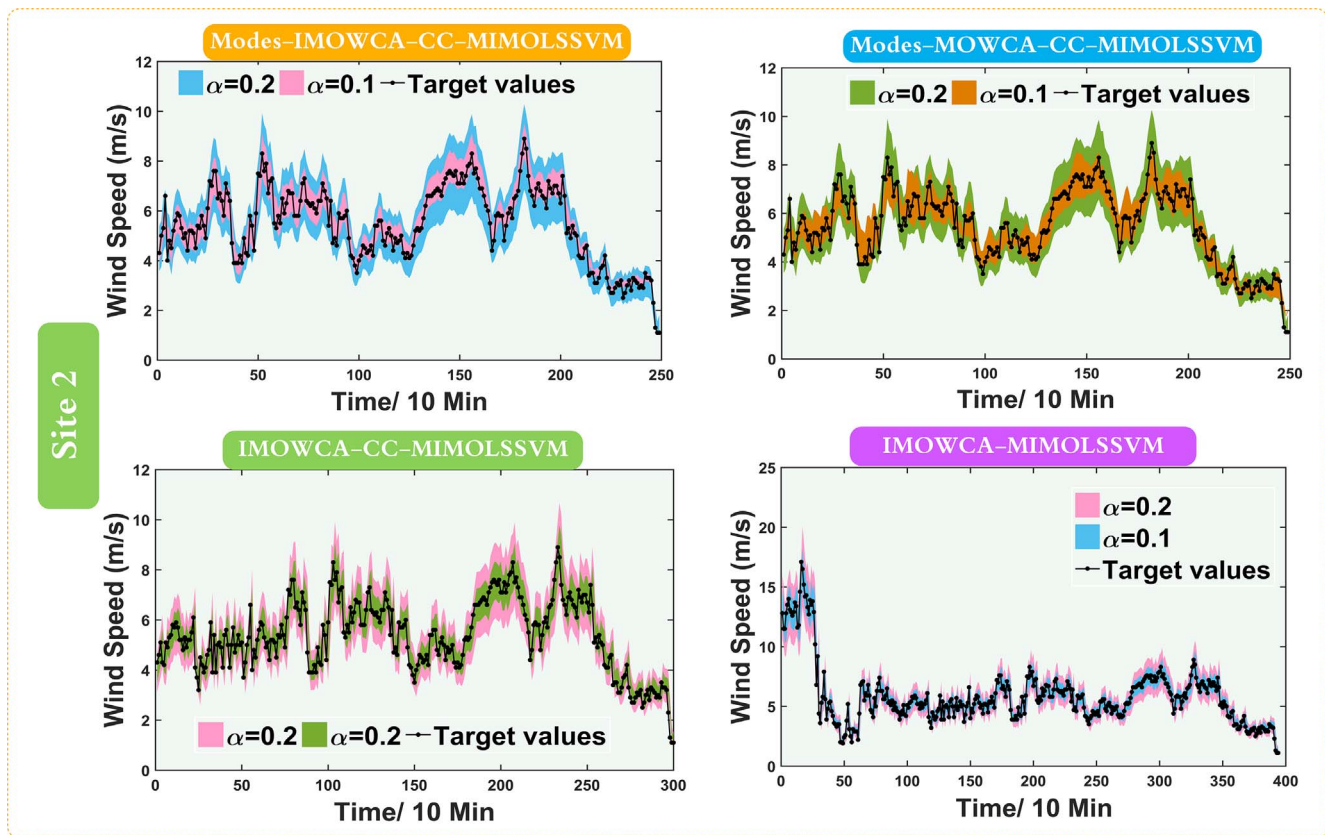 Site 2
Modes–IMOWCA–CC–MIMOLSSVM
α=0.2 α=0.1 Target values
Wind Speed (m/s)
12
10
8
6
4
2
0
0 50 100 150 200 250
Time/ 10 Min
Modes–MOWCA–CC–MIMOLSSVM
α=0.2 α=0.1 Target values
Wind Speed (m/s)
12
10
8
6
4
2
0
0 50 100 150 200 250
Time/ 10 Min
IMOWCA–CC–MIMOLSSVM
Wind Speed (m/s)
12
10
8
6
4
2
0
α=0.2 α=0.2 Target values
0 50 100 150 200 250 300
Time/ 10 Min
IMOWCA–MIMOLSSVM
α=0.2
α=0.1
Target values
Wind Speed (m/s)
25
20
15
10
5
0
0 50 100 150 200 250 300 350 400
Time/ 10 Min